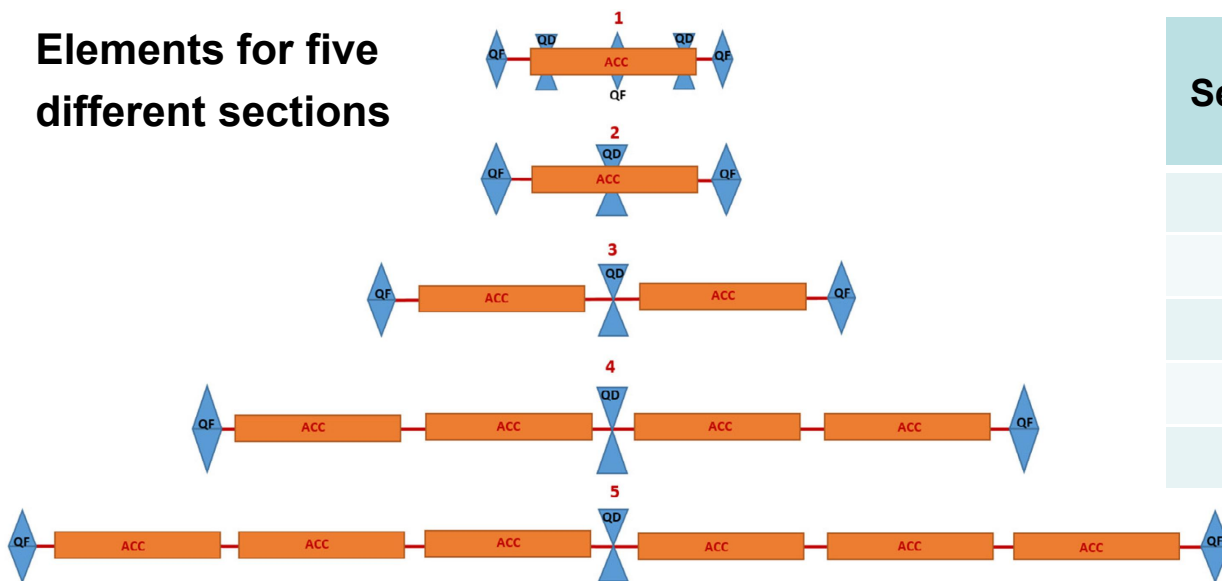 Elements for five
different sections
Se
1
QF QD ACC QD QF
QF
2
QF QD ACC QF
3
QF ACC QD ACC QF
4
QF ACC ACC QD ACC ACC QF
5
QF ACC ACC ACC QD ACC ACC ACC QF